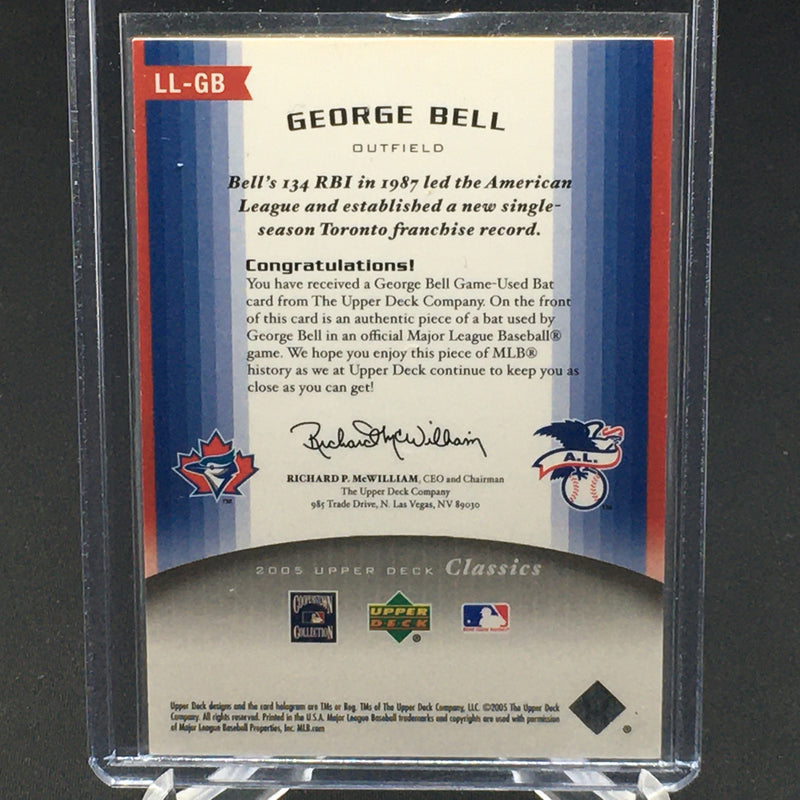 LL-GB
GEORGE BELL
OUTFIELD
Bell's 134 RBI in 1987 led the American
League and established a new single-
season Toronto franchise record.
Congratulations!
You have received a George Bell Game-Used Bat
card from The Upper Deck Company. On the front
of this card is an authentic piece of a bat used by
George Bell in an official Major League Baseball®
game. We hope you enjoy this piece of MLB®
history as we at Upper Deck continue to keep you as
close as you can get!
Richard McWilliam
A.L.
TM
TM
RICHARD P. McWILLIAM, CEO and Chairman
The Upper Deck Company
985 Trade Drive, N. Las Vegas, NV 89030
2005 UPPER DECK Classics
COOPERSTOWN
COLLECTION
UPPER
DECK
®
Upper Deck designs and the card hologram are TMs or Reg. TMs of The Upper Deck Company, LLC. ©2005 The Upper Deck
Company. All rights reserved. Printed in the U.S.A. Major League Baseball trademarks and copyrights are used with permission
of Major League Baseball Properties, Inc. MLB.com
®